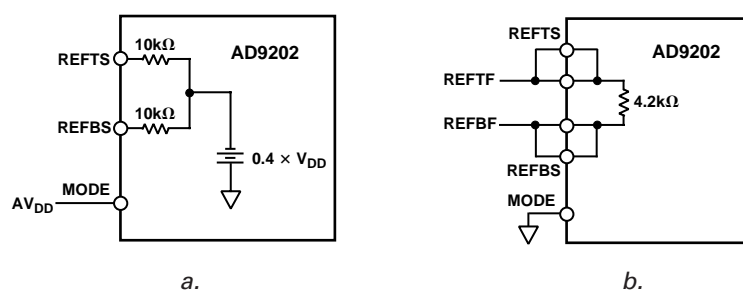 10kΩ
REFTS
AD9202
10kΩ
REFBS
0.4 × VDD
MODE
AVDD
a.
REFTS
AD9202
REFTF
4.2kΩ
REFBF
REFBS
MODE
b.